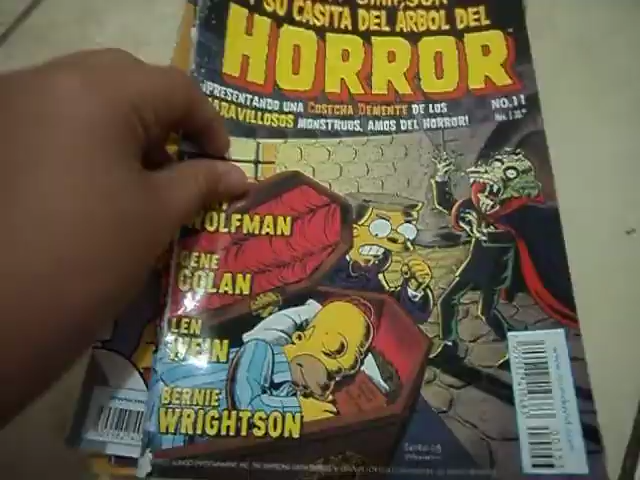 Y SU CASITA DEL ÁRBOL DEL
HORROR
¡PRESENTANDO UNA COSECHA DEMENTE DE LOS
MARAVILLOSOS MONSTRUOS, AMOS DEL HORROR!
NO. 11
WOLFMAN
GENE
COLAN
LEN
WEIN
BERNIE
WRIGHTSON